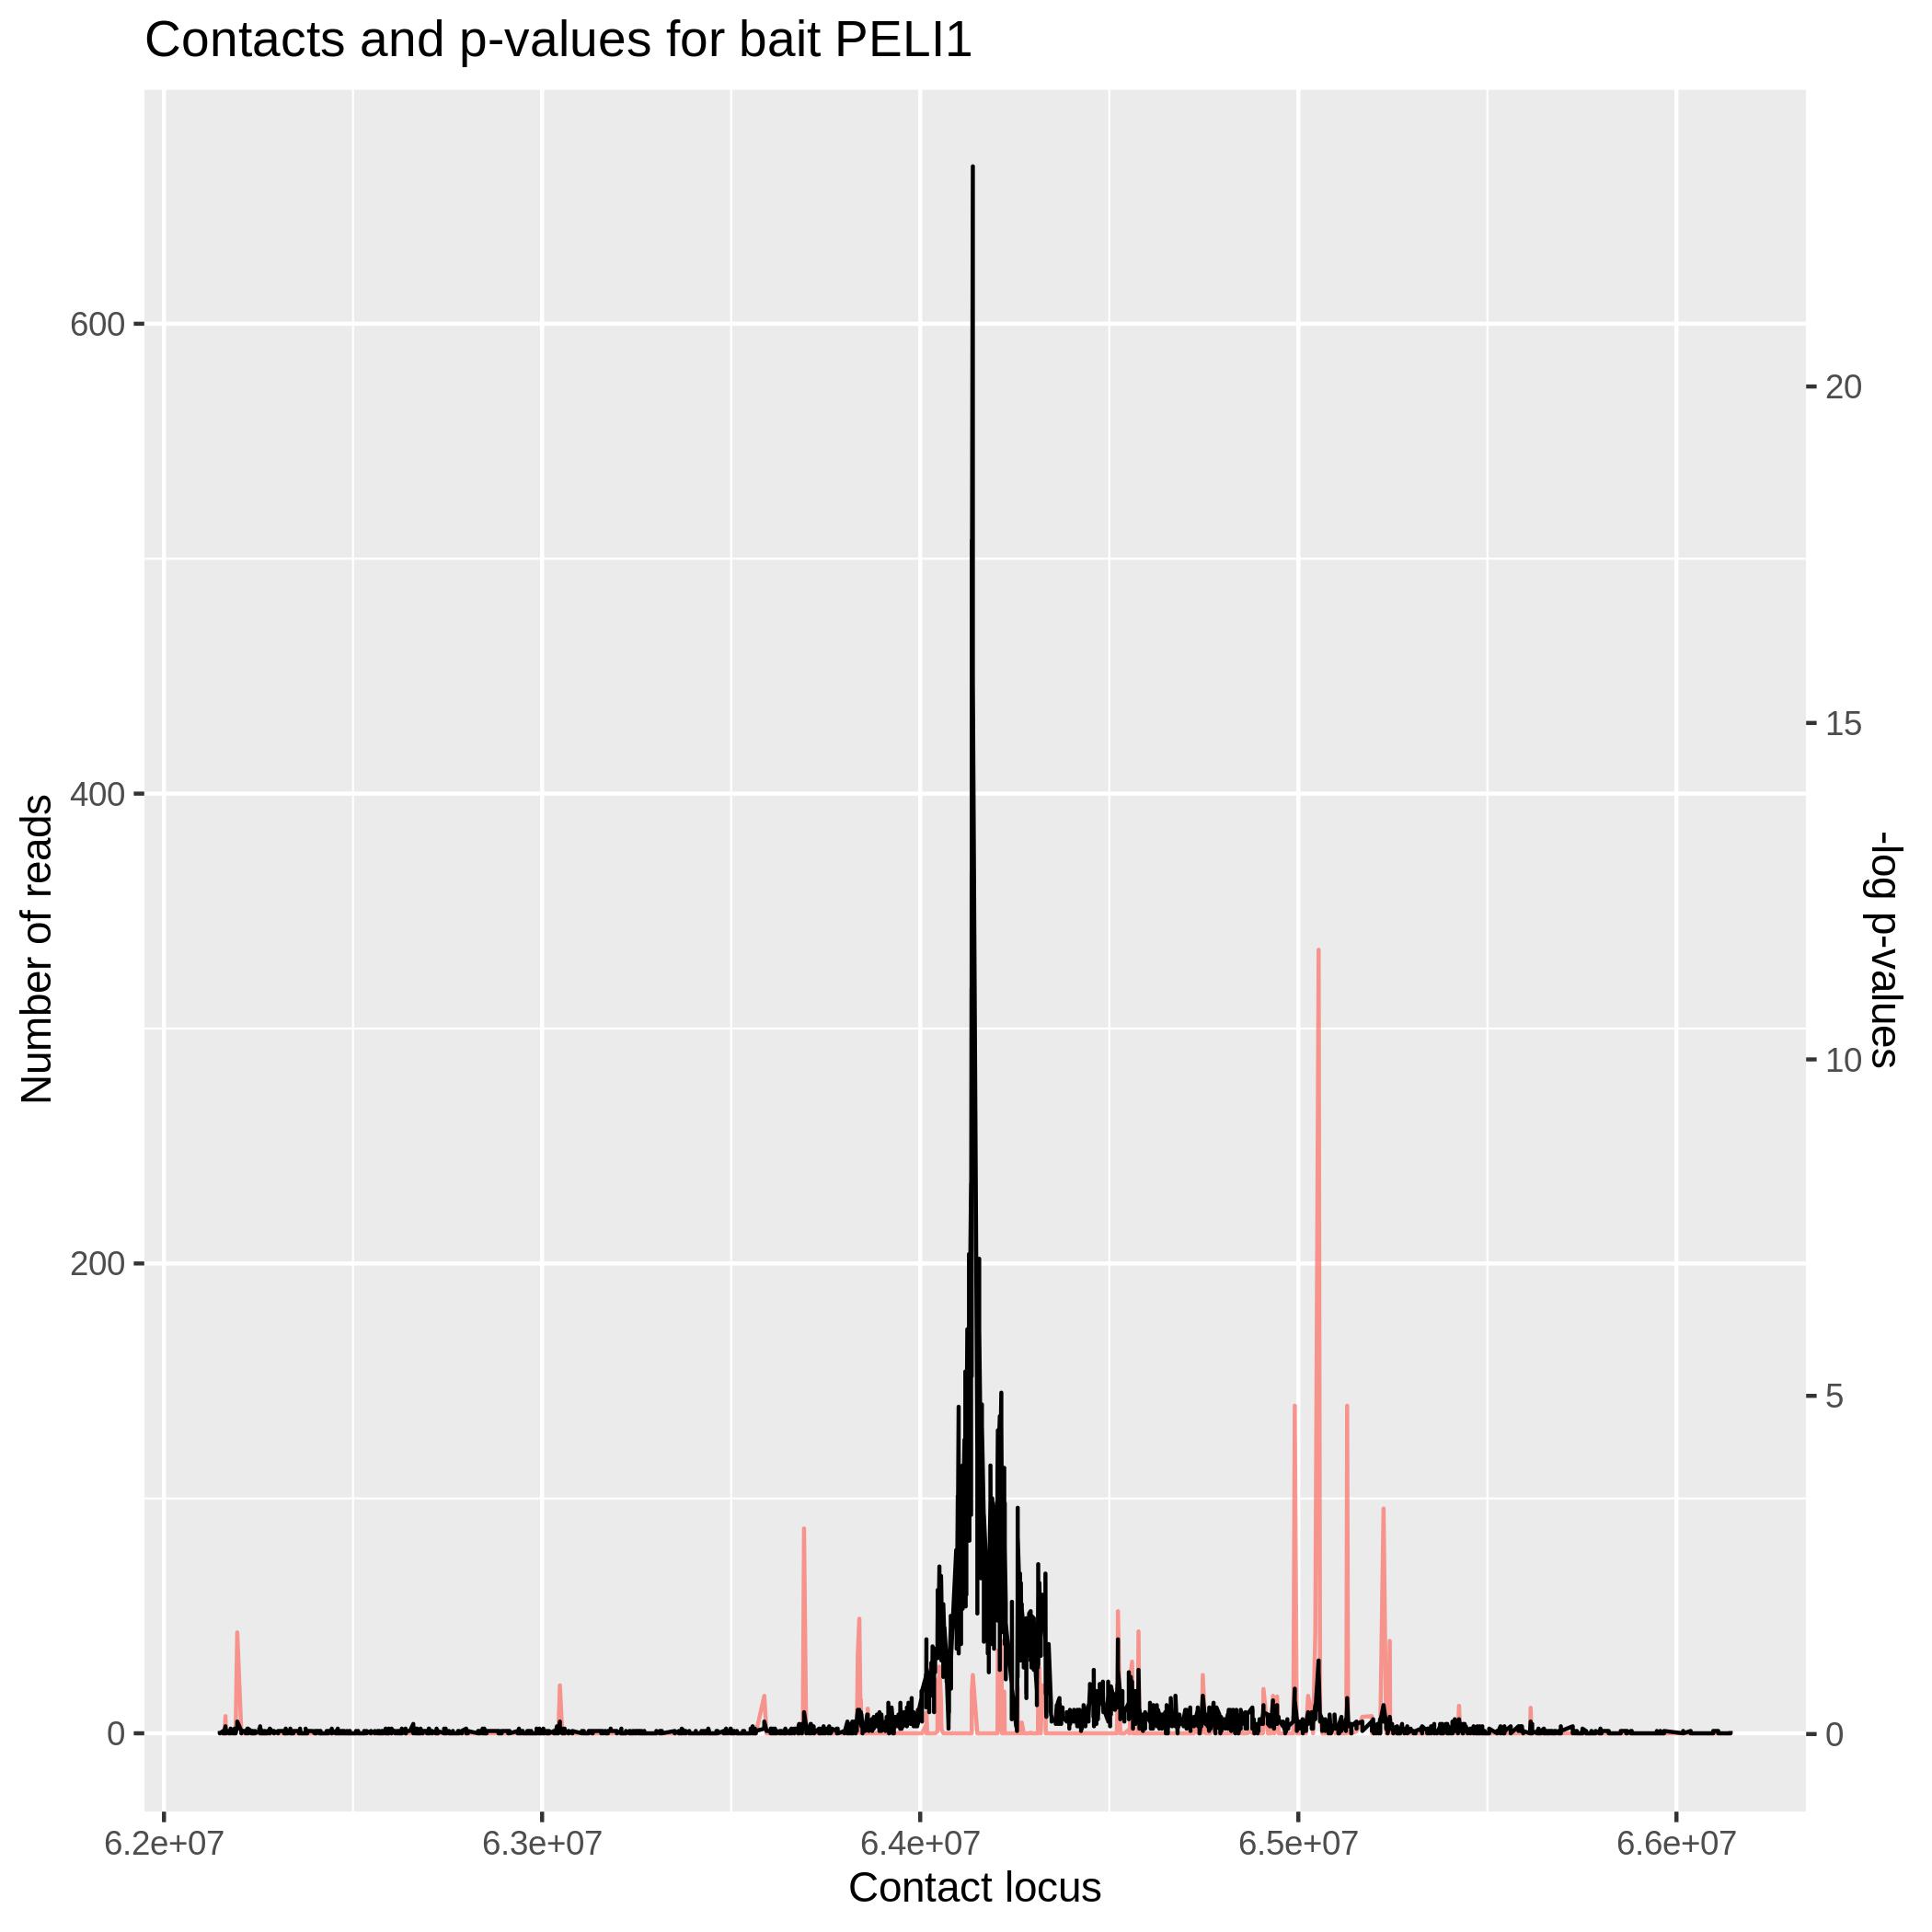 Contacts and p-values for bait PELI1
Number of reads
600
400
200
0
20
15
10
5
0
-log p-values
6.2e+07
6.3e+07
6.4e+07
6.5e+07
6.6e+07
Contact locus